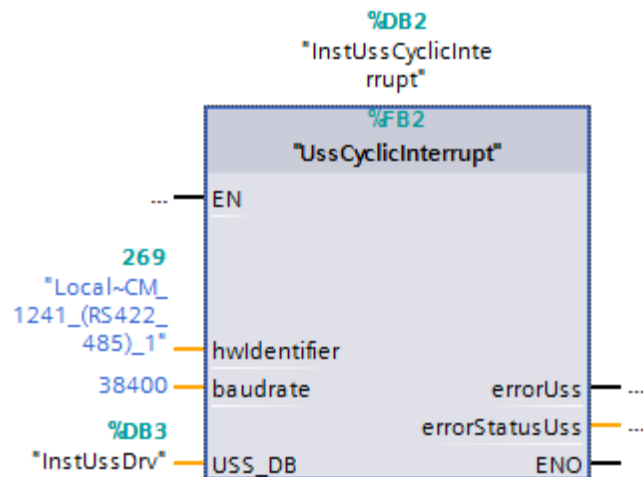 %DB2
"InstUssCyclicInte
rrupt"
%FB2
"UssCyclicInterrupt"
... EN
269
"Local~CM_
1241_(RS422_
485)_1"
hwIdentifier
38400 baudrate errorUss ...
errorStatusUss ...
%DB3
"InstUssDrv" USS_DB ENO